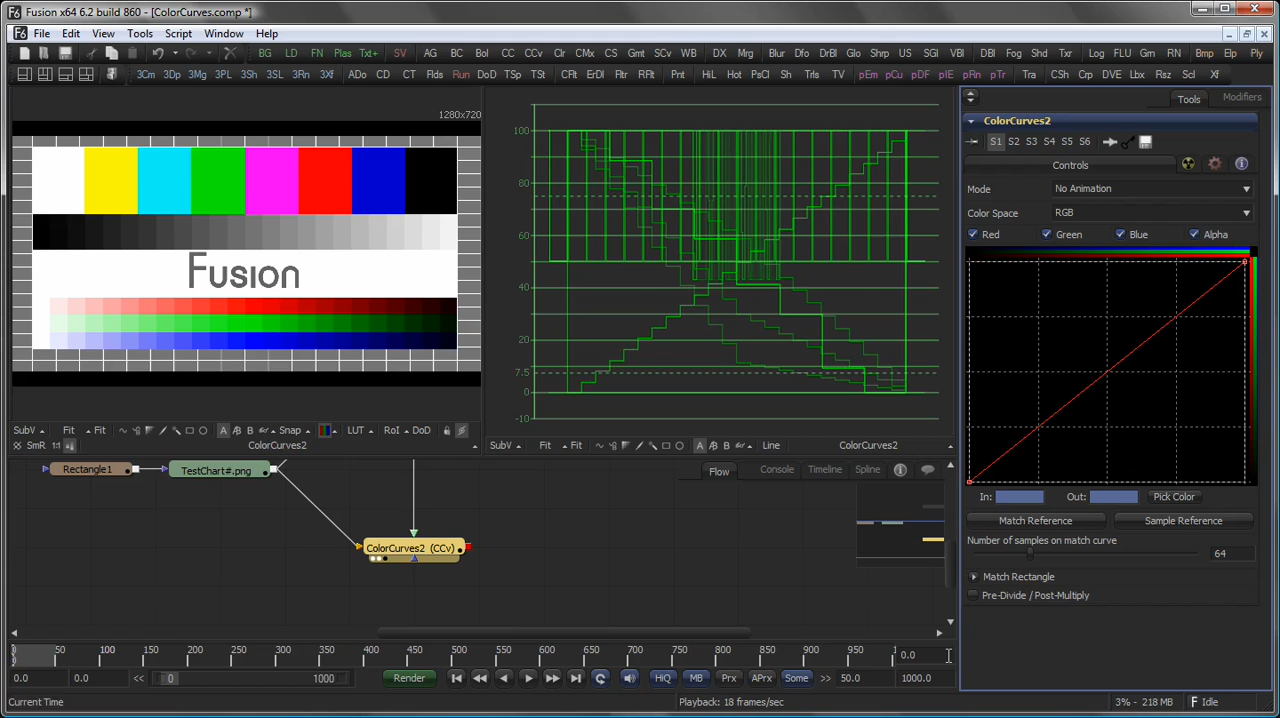 Fusion x64 6.2 build 860 - [ColorCurves.comp *]
File Edit View Tools Script Window Help
BG LD FN Mus Plas Txt+ SV AG BC Bol CC CCv Clr CMx CS Gmt SCv WB DX Mrg Blur Dfo DrBl Glo Shrp US SGl VBl DBl Fog Shd Txr Log FLU Grn RN Bmp Elp Ply
3Cm 3Dp 3Mg 3PL 3Sh 3SL 3Rn 3Xf ADo CD CT Flds Run DoD TSp TSt CFlt ErDl Fltr RFlt Pnt HiL Hot PsCl Sh Trls TV pEm pCu pDF pIE pRn pTr Tra CSh Crp DVE Lbx Rsz Scl Xf
1280x720
Fusion
100
80
40
20
7.5
0
-10
SubV Fit Fit Snap A B LUT RoI DoD
SmR ColorCurves2
SubV Fit Fit A B Line ColorCurves2
Rectangle1 TestChart#.png
ColorCurves2 (CCv)
Flow Console Timeline Spline
Tools Modifiers
ColorCurves2
S1 S2 S3 S4 S5 S6
Controls
Mode No Animation
Color Space RGB
Red Green Blue Alpha
In: Out: Pick Color
Match Reference Sample Reference
Number of samples on match curve
64
Match Rectangle
Pre-Divide / Post-Multiply
50 100 150 200 250 300 350 400 450 500 550 600 650 700 750 800 850 900 950 0.0
0.0 0.0 << 0 1000 Render HiQ MB Prx APrx Some >> 50.0 1000.0
Current Time Playback: 18 frames/sec 3% - 218 MB Idle